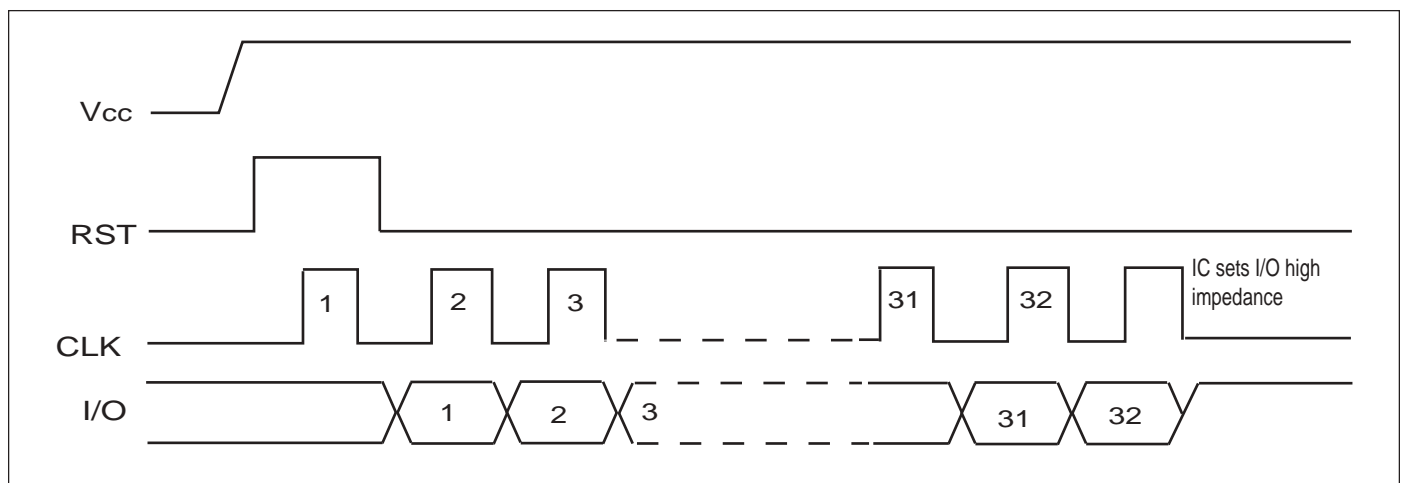 Vcc
RST
IC sets I/O high
impedance
1 2 3 31 32
CLK
I/O
1 2 3 31 32